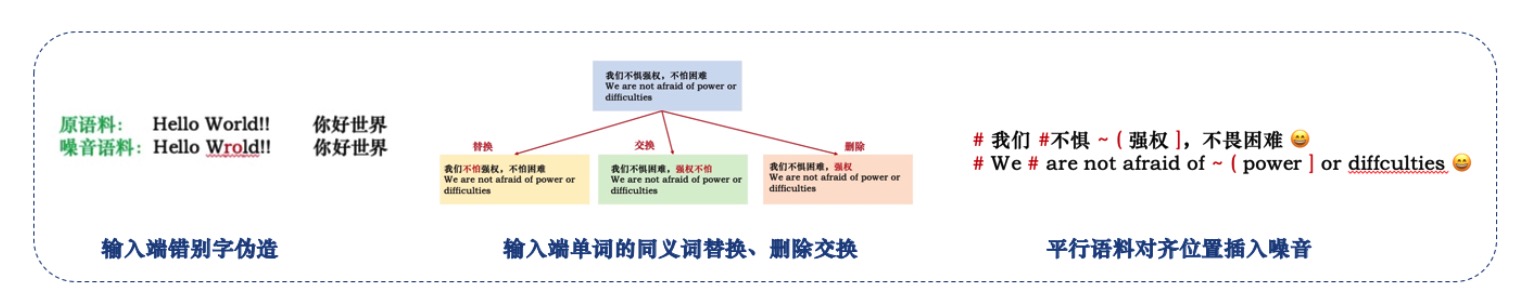 原语料: Hello World!! 你好世界
噪音语料: Hello Wrold!! 你好世界
输入端错别字伪造
我们不惧强权，不怕困难
We are not afraid of power or
difficulties
替换
交换
删除
我们不怕强权，不怕困难
We are not afraid of power or
difficulties
我们不惧困难，强权不怕
We are not afraid of power or
difficulties
我们不惧困难，强权
We are not afraid of power or
difficulties
输入端单词的同义词替换、删除交换
# 我们 #不惧 ~ ( 强权 ]，不畏困难 😄
# We # are not afraid of ~ ( power ] or diffculties 😄
平行语料对齐位置插入噪音